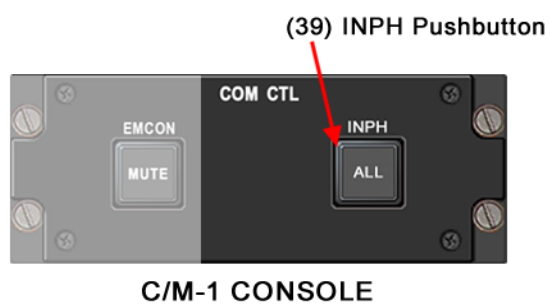 (39) INPH Pushbutton
COM CTL
EMCON
INPH
MUTE
ALL
C/M-1 CONSOLE